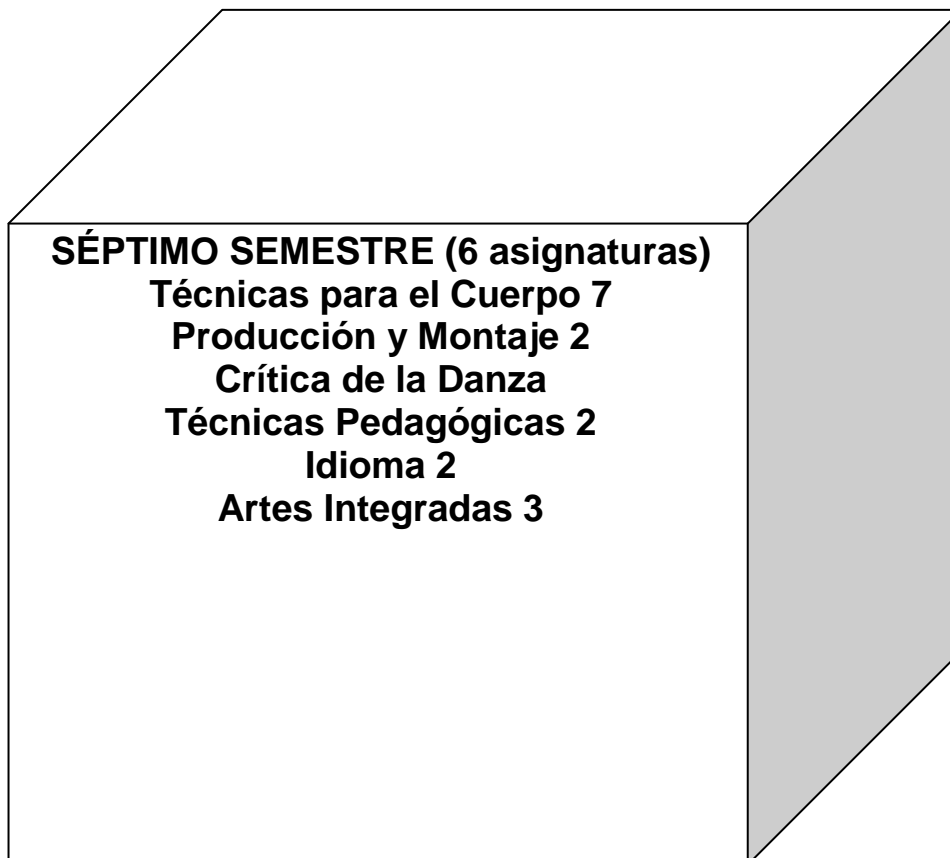 SÉPTIMO SEMESTRE (6 asignaturas)
Técnicas para el Cuerpo 7
Producción y Montaje 2
Crítica de la Danza
Técnicas Pedagógicas 2
Idioma 2
Artes Integradas 3